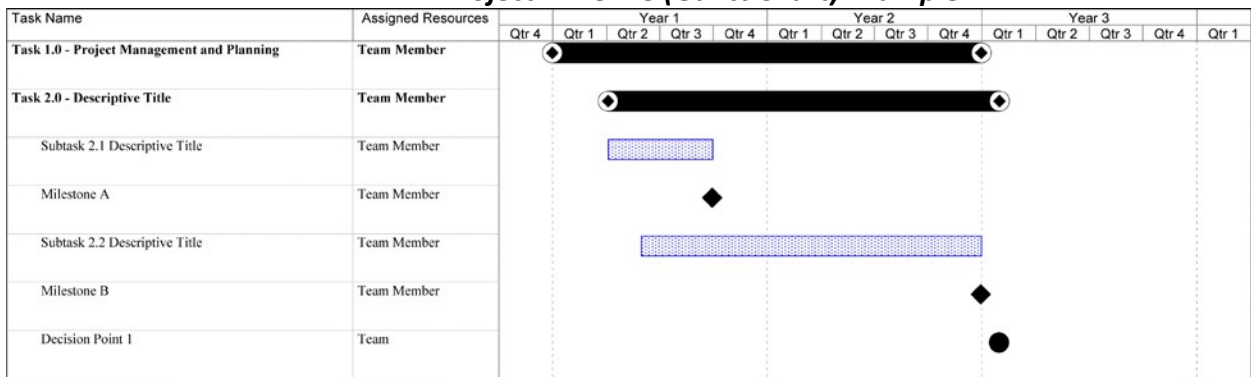 Task Name Assigned Resources Year 1 Year 2 Year 3
Qtr 4 Qtr 1 Qtr 2 Qtr 3 Qtr 4 Qtr 1 Qtr 2 Qtr 3 Qtr 4 Qtr 1 Qtr 2 Qtr 3 Qtr 4 Qtr 1
Task 1.0 - Project Management and Planning Team Member
Task 2.0 - Descriptive Title Team Member
Subtask 2.1 Descriptive Title Team Member
Milestone A Team Member
Subtask 2.2 Descriptive Title Team Member
Milestone B Team Member
Decision Point 1 Team